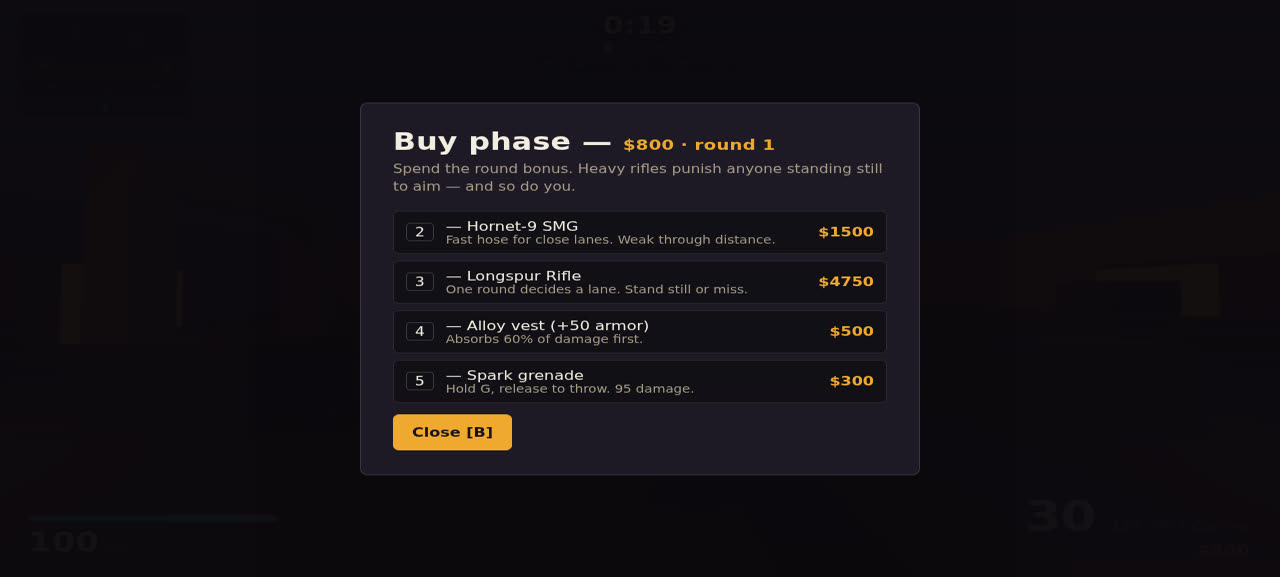 0:19
Buy phase — $800 · round 1
Spend the round bonus. Heavy rifles punish anyone standing still
to aim — and so do you.
2 — Hornet-9 SMG $1500
Fast hose for close lanes. Weak through distance.
3 — Longspur Rifle $4750
One round decides a lane. Stand still or miss.
4 — Alloy vest (+50 armor) $500
Absorbs 60% of damage first.
5 — Spark grenade $300
Hold G, release to throw. 95 damage.
Close [B]
30
100
$800